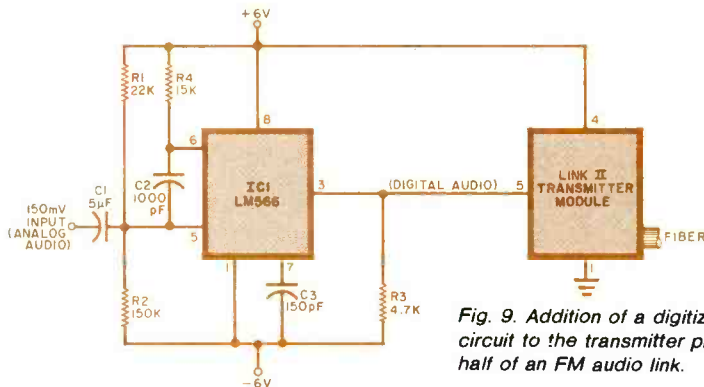 +6V
R1
22K
R4
15K
8
4
6
C2
1000
pF
IC1
LM566
3
(DIGITAL AUDIO)
5
LINK II
TRANSMITTER
MODULE
FIBER
C1
5µF
150mV
INPUT
(ANALOG
AUDIO)
5
1
7
1
C3
150pF
R2
150K
R3
4.7K
-6V
Fig. 9. Addition of a digitiz
circuit to the transmitter p
half of an FM audio link.